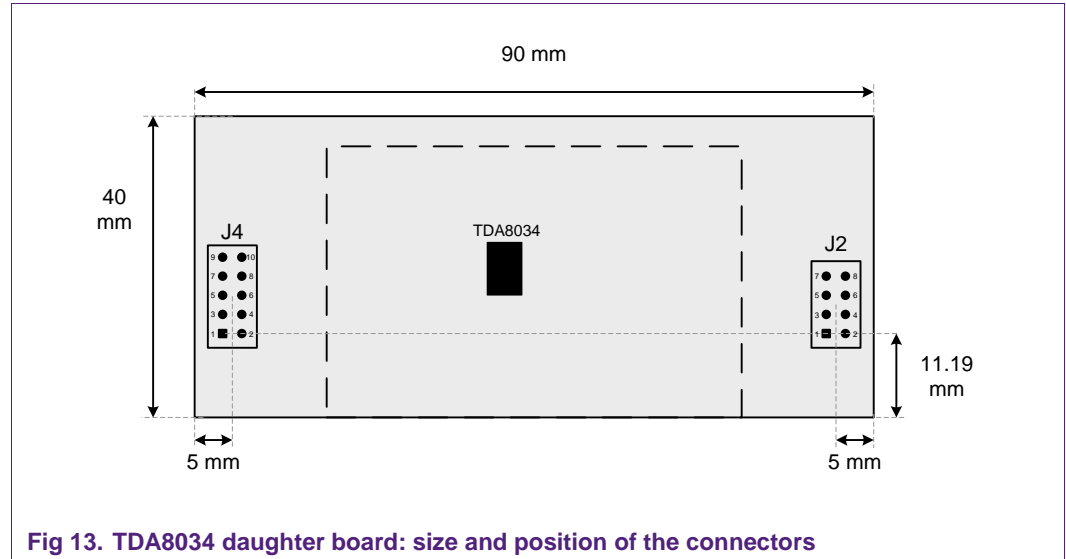 90 mm
40
mm
J4
9 10
7 8
5 6
3 4
1 2
TDA8034
J2
7 8
5 6
3 4
1 2
11.19
mm
5 mm
5 mm
Fig 13. TDA8034 daughter board: size and position of the connectors